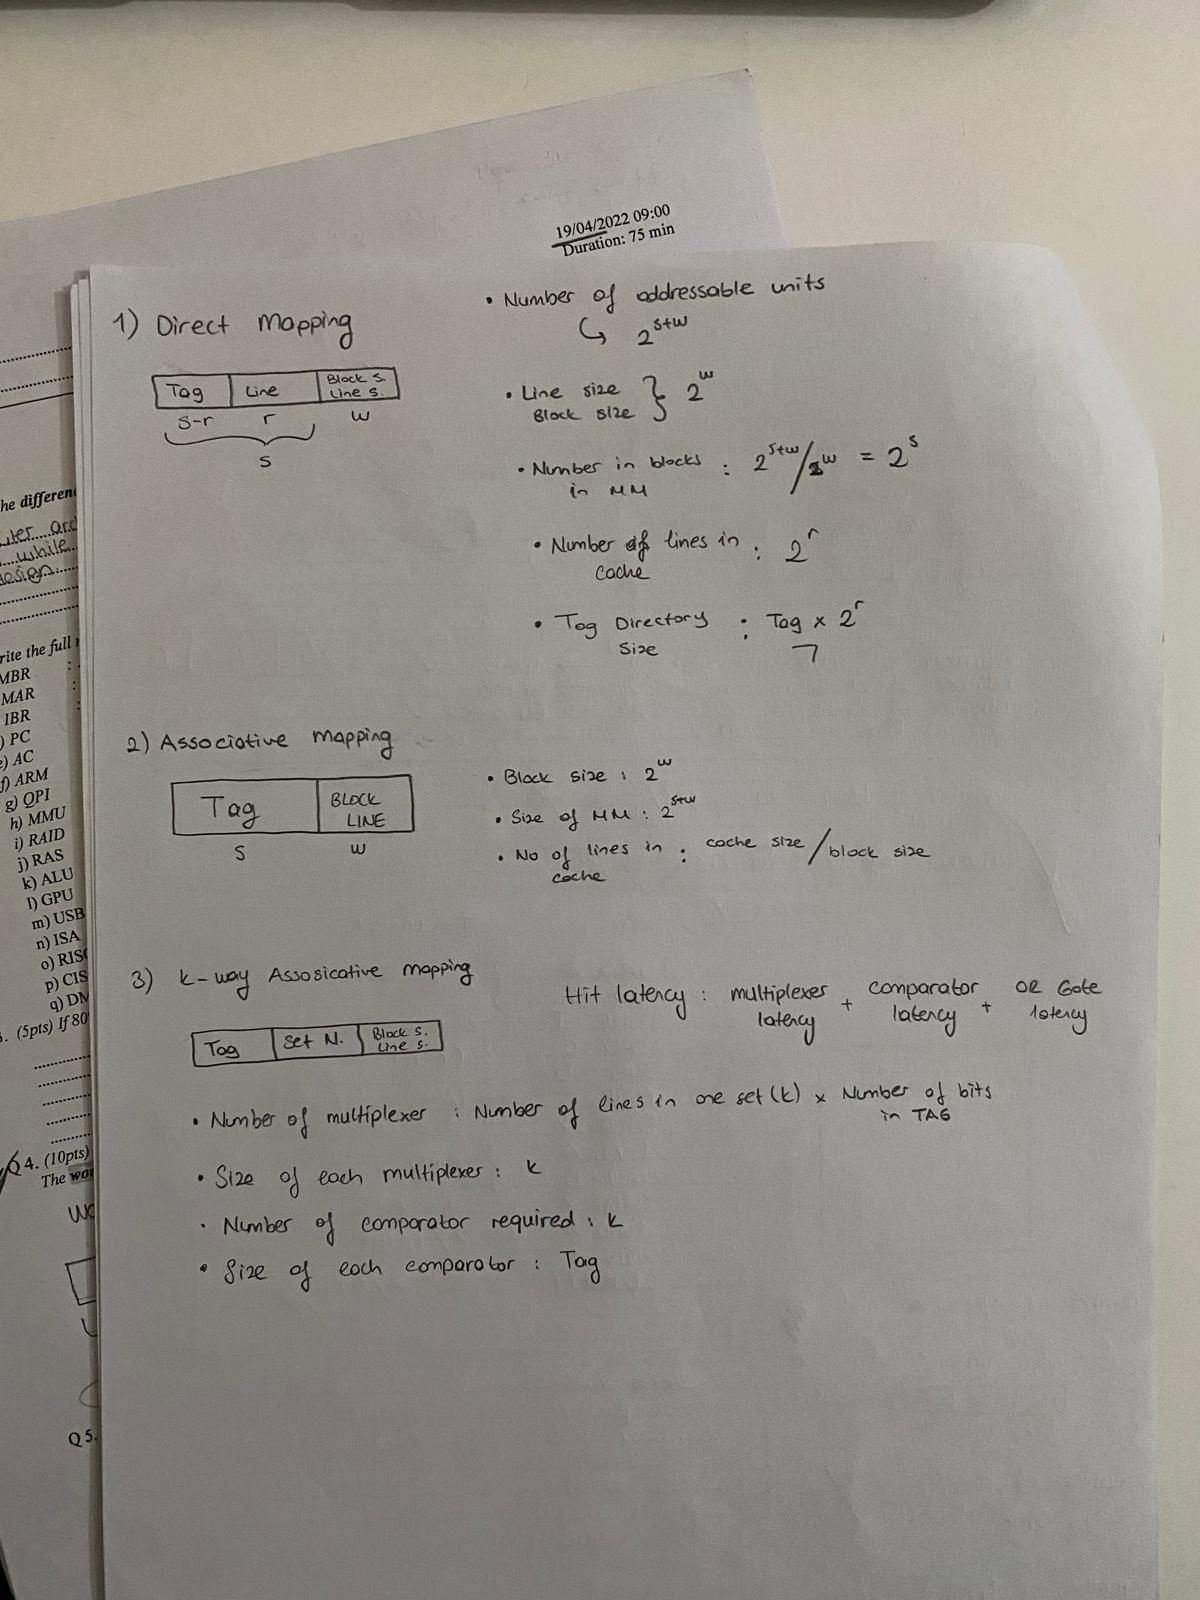 19/04/2022 09:00
Duration: 75 min
1) Direct Mapping
Tag Line Block S. Line S.
s-r r w
s
• Number of addressable units
2^s+w
• Line size
Block size } 2^w
• Number in blocks in MM : 2^s+w / 2^w = 2^s
• Number of lines in cache : 2^r
• Tag Directory Size : Tag x 2^r
2) Associative Mapping
Tag BLOCK LINE
s w
• Block size : 2^w
• Size of MM : 2^s+w
• No of lines in cache : cache size / block size
3) k-way Assosicative mapping
Tag Set N. Block S. Line S.
Hit latency : multiplexer latency + comparator latency + OR Gate latency
• Number of multiplexer : Number of lines in one set (k) x Number of bits in TAG
• Size of each multiplexer : k
• Number of comparator required : k
• Size of each comparator : Tag
he differen
while
design
rite the full
MBR :
MAR :
IBR :
) PC
e) AC
f) ARM
g) QPI
h) MMU
i) RAID
j) RAS
k) ALU
l) GPU
m) USB
n) ISA
o) RISC
p) CIS
q) DM
. (5pts) If 80
Q4. (10pts)
The wor
Q5.